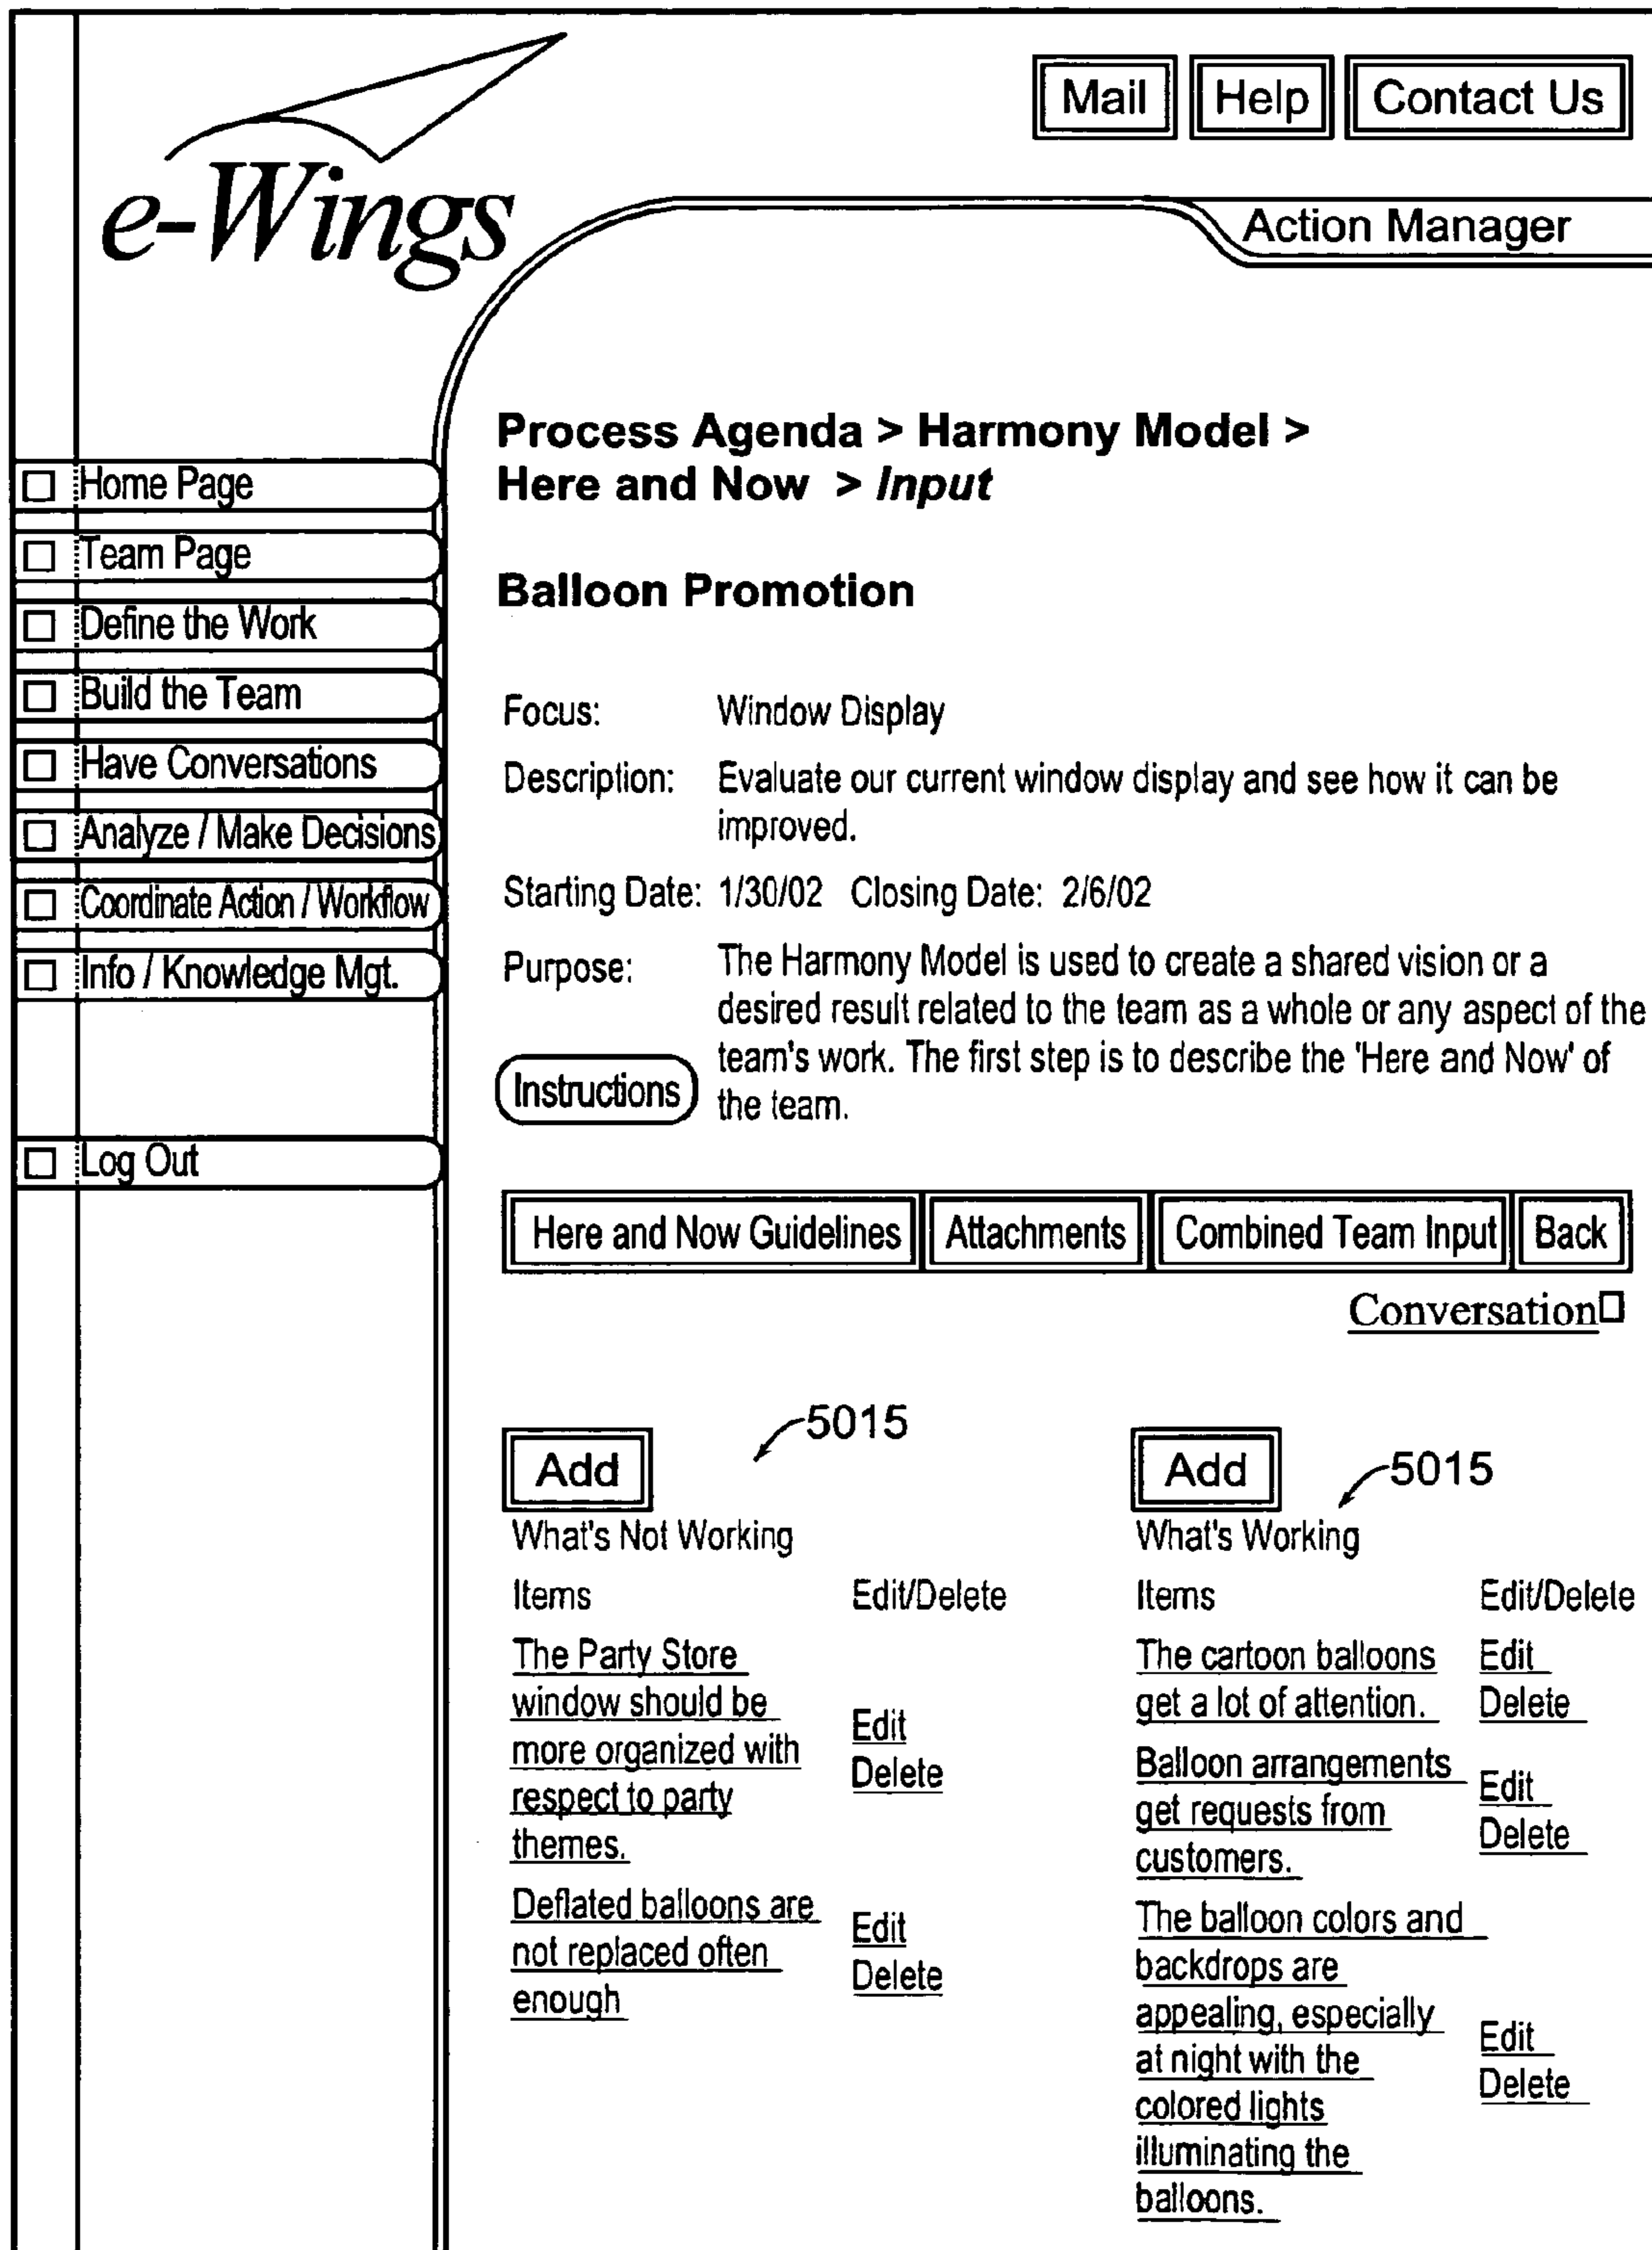 e-Wings
Mail Help Contact Us
Action Manager
Home Page
Team Page
Define the Work
Build the Team
Have Conversations
Analyze / Make Decisions
Coordinate Action / Workflow
Info / Knowledge Mgt.
Log Out
Process Agenda > Harmony Model >
Here and Now > Input
Balloon Promotion
Focus: Window Display
Description: Evaluate our current window display and see how it can be
improved.
Starting Date: 1/30/02 Closing Date: 2/6/02
Purpose: The Harmony Model is used to create a shared vision or a
desired result related to the team as a whole or any aspect of the
team's work. The first step is to describe the 'Here and Now' of
the team.
Instructions
Here and Now Guidelines Attachments Combined Team Input Back
Conversation
Add 5015
What's Not Working
Items Edit/Delete
The Party Store
window should be
more organized with
respect to party
themes.
Edit
Delete
Deflated balloons are
not replaced often
enough
Edit
Delete
Add 5015
What's Working
Items Edit/Delete
The cartoon balloons
get a lot of attention.
Edit
Delete
Balloon arrangements
get requests from
customers.
Edit
Delete
The balloon colors and
backdrops are
appealing, especially
at night with the
colored lights
illuminating the
balloons.
Edit
Delete